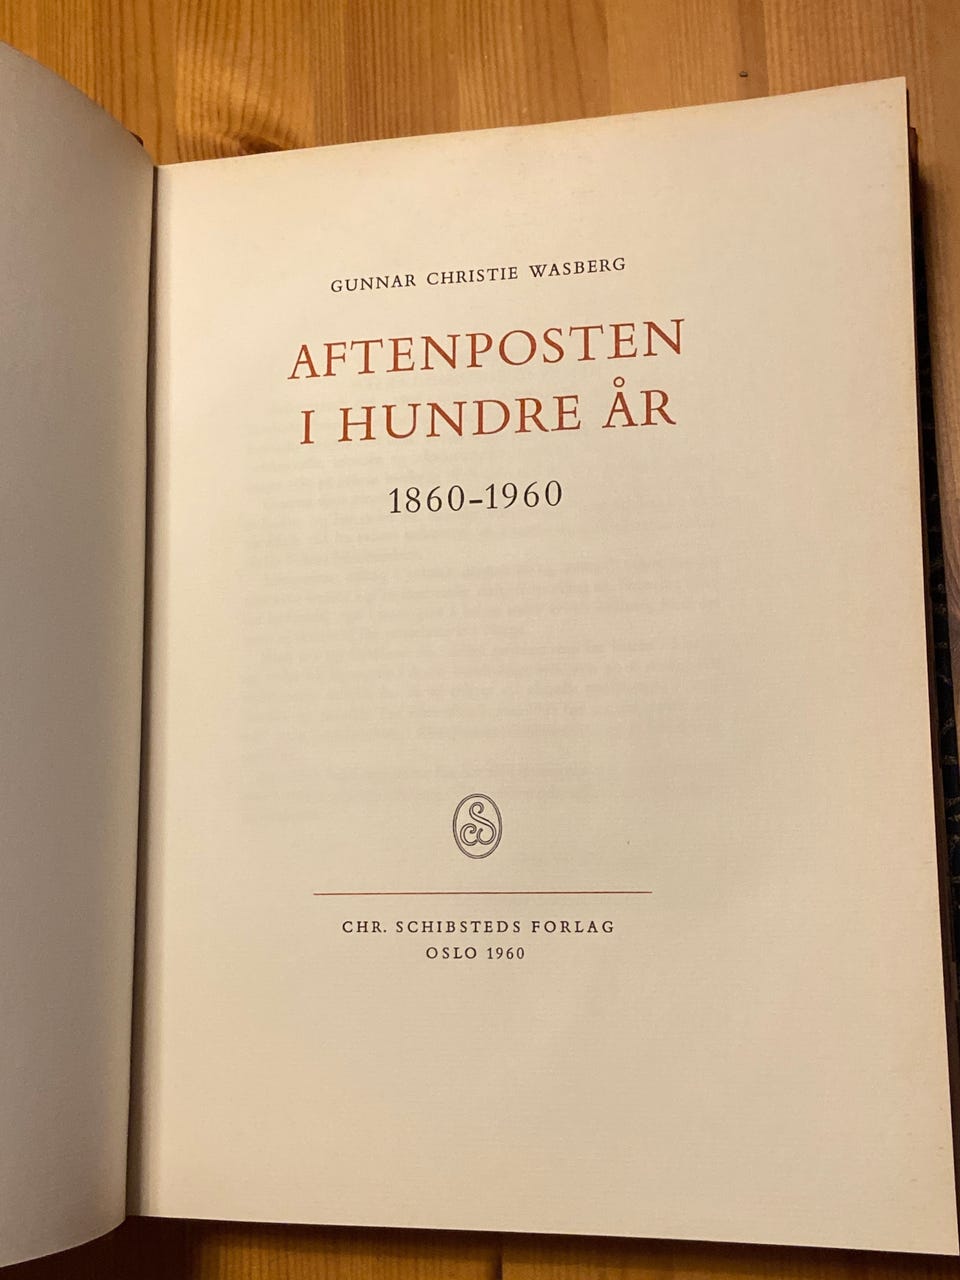 GUNNAR CHRISTIE WASBERG
AFTENPOSTEN
I HUNDRE ÅR
1860-1960
CHR. SCHIBSTEDS FORLAG
OSLO 1960